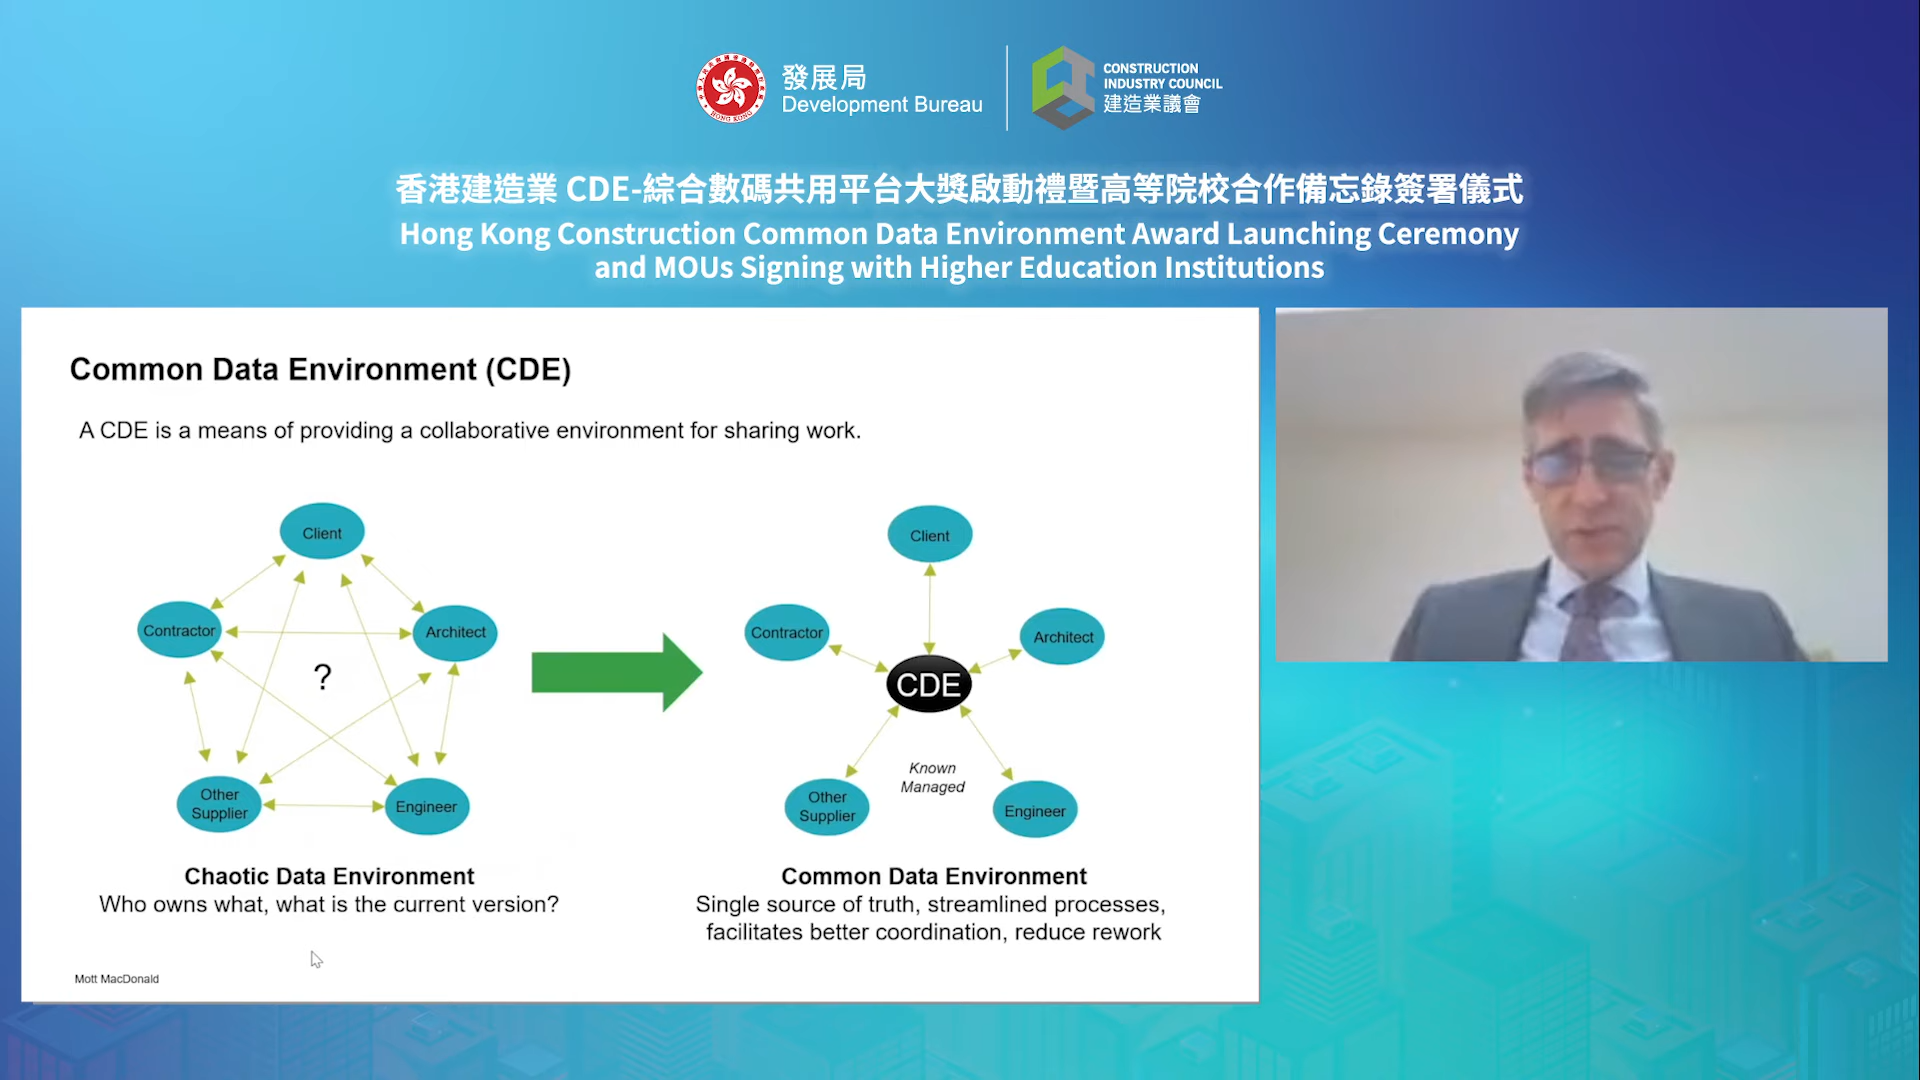 發展局
Development Bureau
HONG KONG
CONSTRUCTION
INDUSTRY COUNCIL
建造業議會
香港建造業 CDE-綜合數碼共用平台大獎啟動禮暨高等院校合作備忘錄簽署儀式
Hong Kong Construction Common Data Environment Award Launching Ceremony
and MOUs Signing with Higher Education Institutions
Common Data Environment (CDE)
A CDE is a means of providing a collaborative environment for sharing work.
Client
Contractor
Architect
?
Other
Supplier
Engineer
Chaotic Data Environment
Who owns what, what is the current version?
Client
Contractor
Architect
CDE
Known
Managed
Other
Supplier
Engineer
Common Data Environment
Single source of truth, streamlined processes,
facilitates better coordination, reduce rework
Mott MacDonald